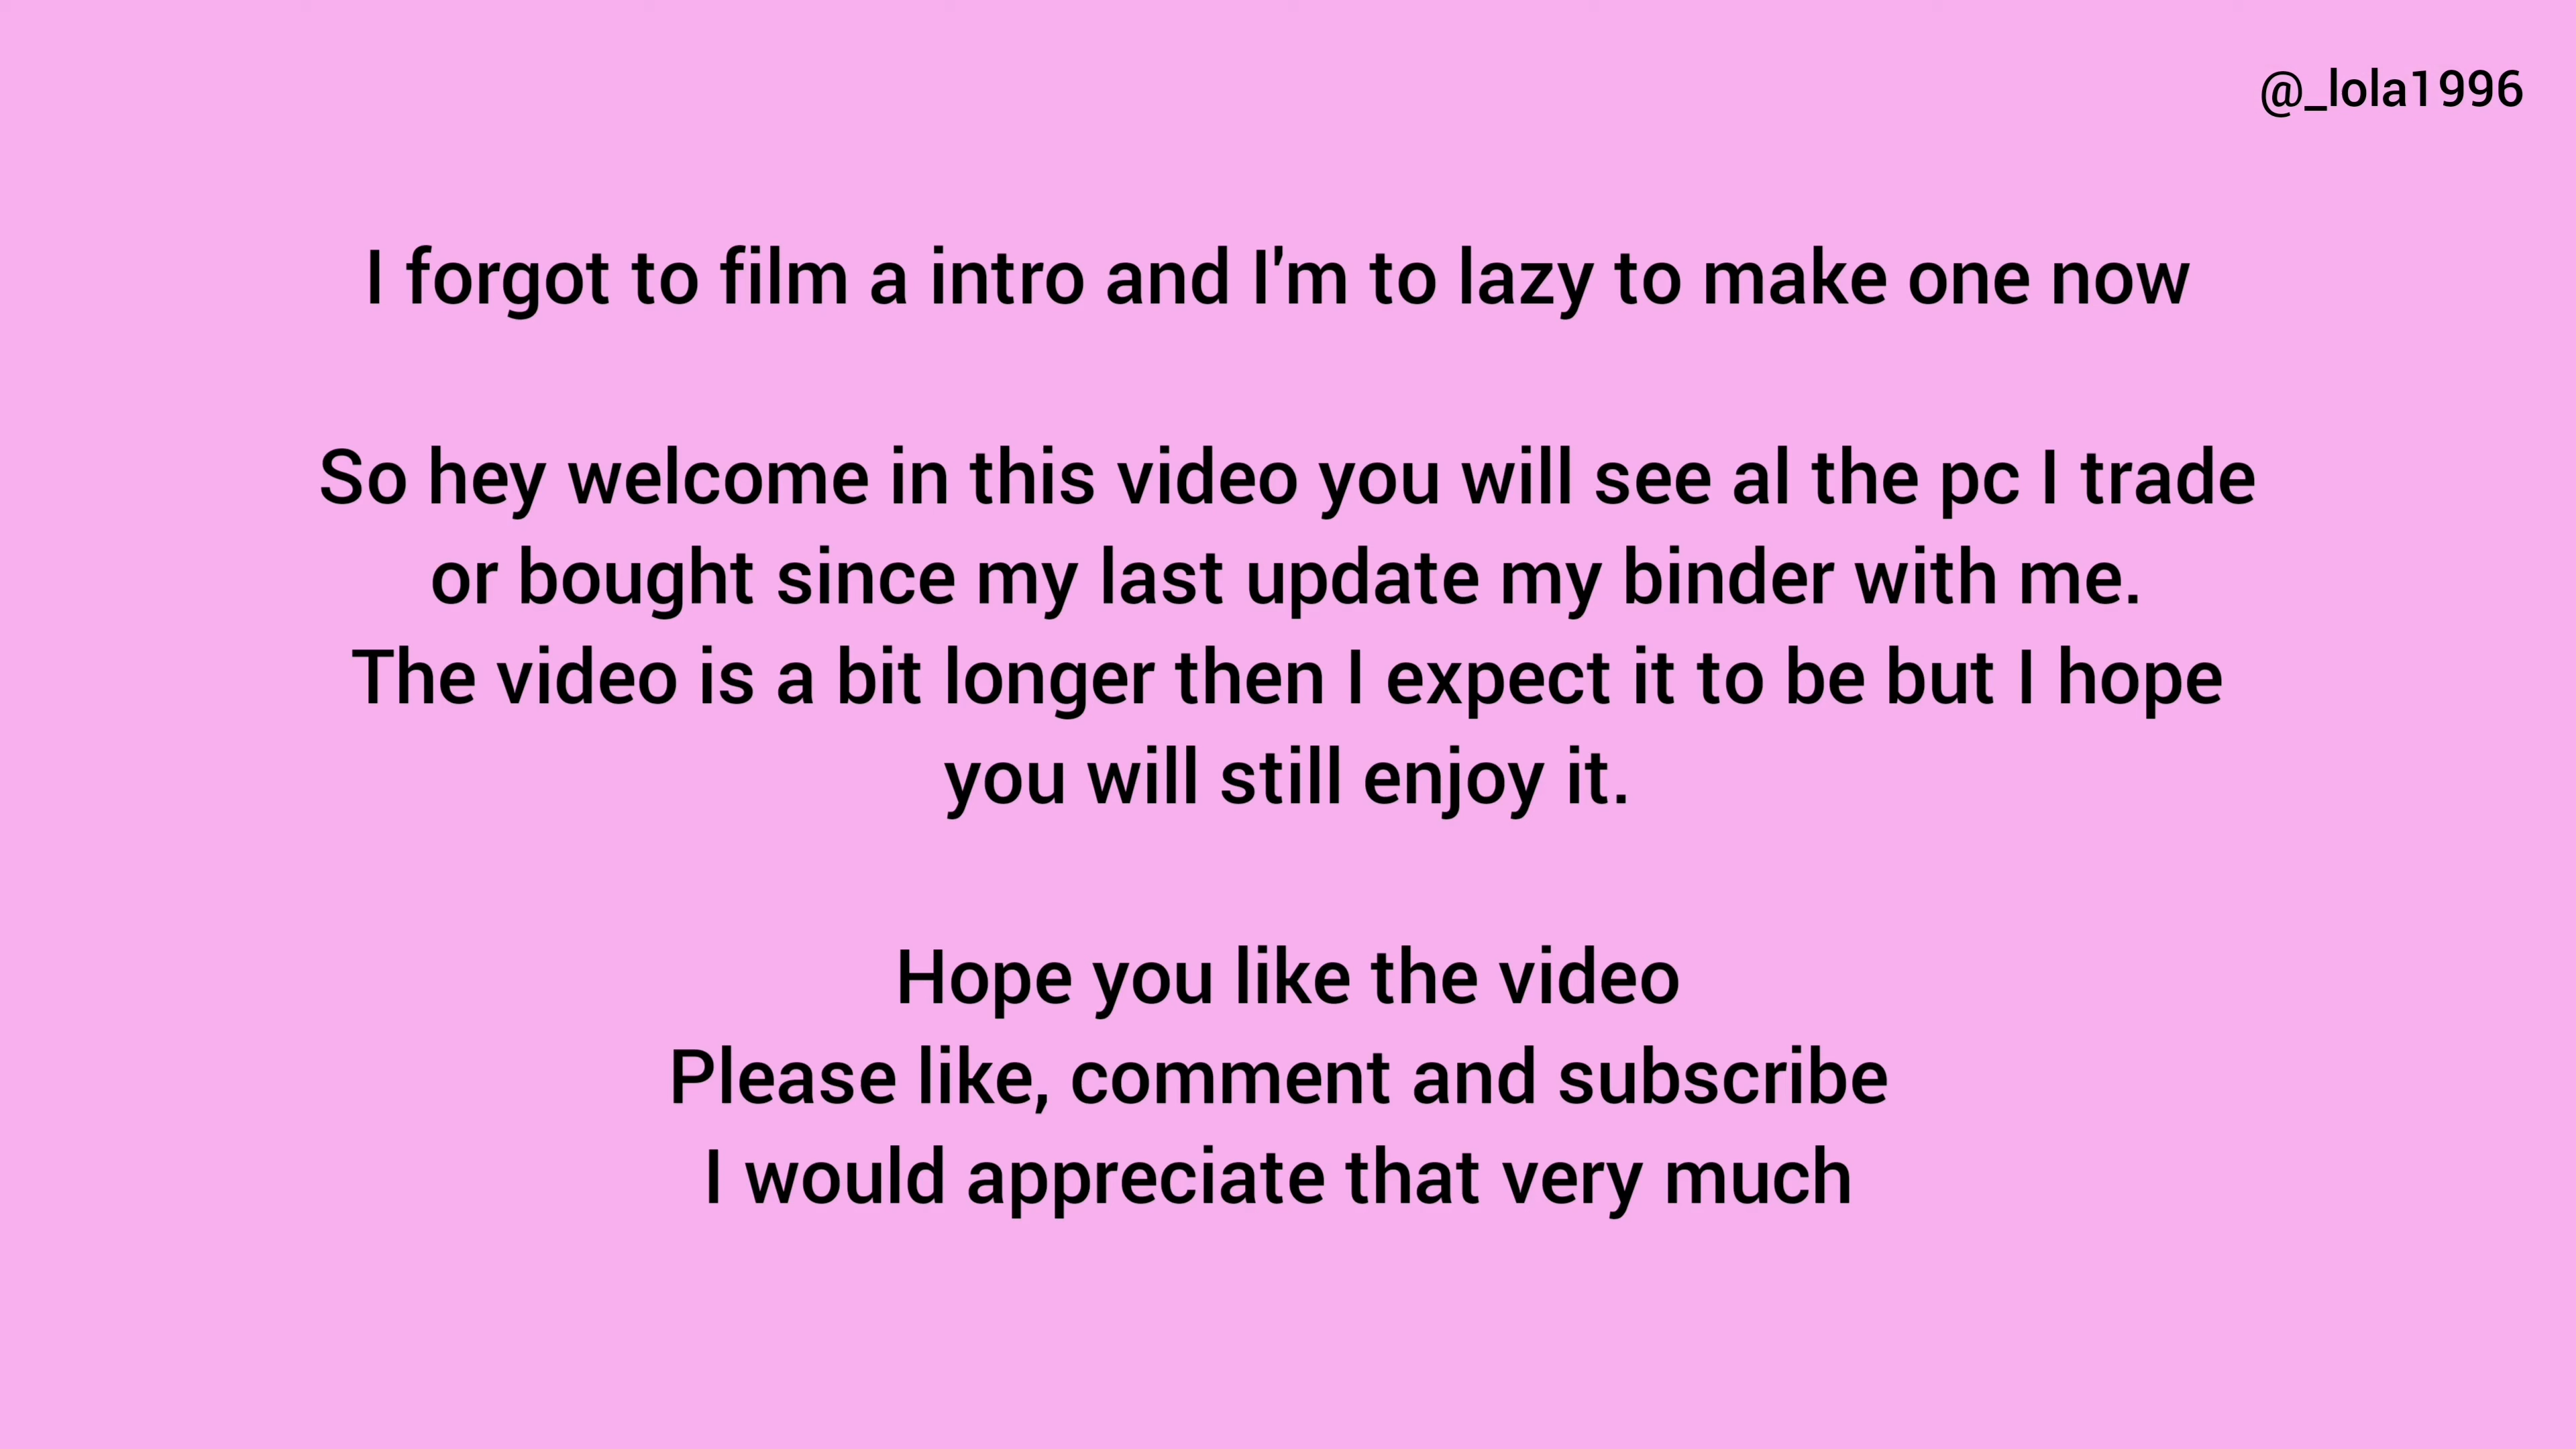 @_lola1996
I forgot to film a intro and I'm to lazy to make one now
So hey welcome in this video you will see al the pc I trade
or bought since my last update my binder with me.
The video is a bit longer then I expect it to be but I hope
you will still enjoy it.
Hope you like the video
Please like, comment and subscribe
I would appreciate that very much